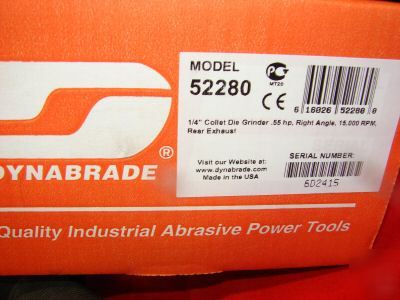 MODEL
52280
PG
MT20
CE
6 16026 52280 8
1/4" Collet Die Grinder .55 hp, Right Angle, 15,000 RPM,
Rear Exhaust
Visit our Website at:
www.dynabrade.com
Made in the USA
SERIAL NUMBER:
6D2415
DYNABRADE®
Quality Industrial Abrasive Power Tools